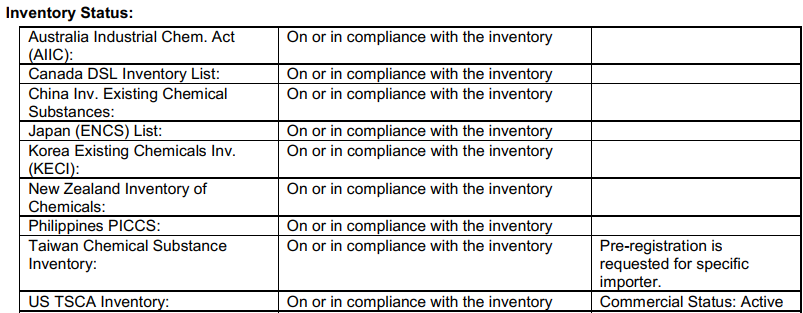 Inventory Status:
Australia Industrial Chem. Act On or in compliance with the inventory
(AIIC):
Canada DSL Inventory List: On or in compliance with the inventory
China Inv. Existing Chemical On or in compliance with the inventory
Substances:
Japan (ENCS) List: On or in compliance with the inventory
Korea Existing Chemicals Inv. On or in compliance with the inventory
(KECI):
New Zealand Inventory of On or in compliance with the inventory
Chemicals:
Philippines PICCS: On or in compliance with the inventory
Taiwan Chemical Substance On or in compliance with the inventory Pre-registration is
Inventory: requested for specific
importer.
US TSCA Inventory: On or in compliance with the inventory Commercial Status: Active